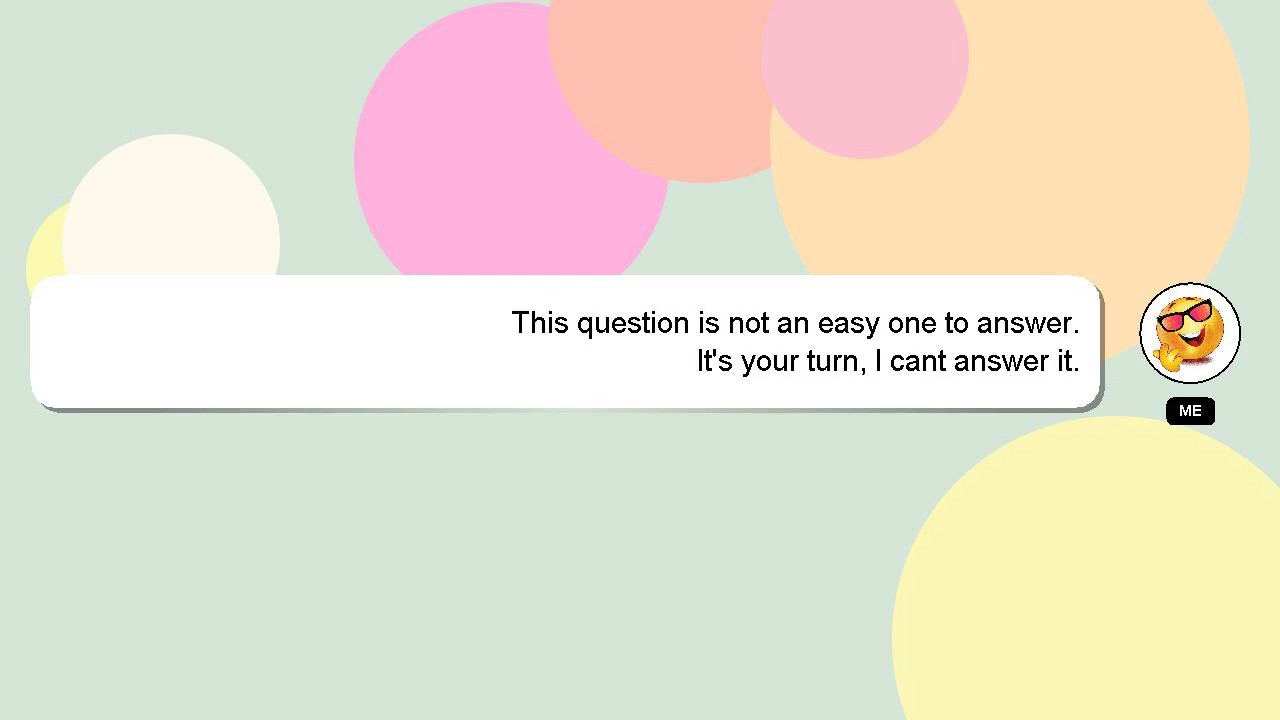 This question is not an easy one to answer.
It's your turn, I cant answer it.
ME